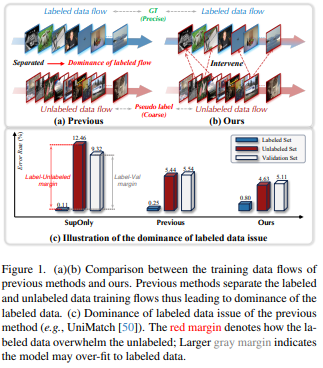 Labeled data flow
GT
(Precise)
Labeled data flow
Separated
Dominance of labeled flow
Intervene
Unlabeled data flow
Pseudo label
(Coarse)
Unlabeled data flow
(a) Previous
(b) Ours
Error Rate (%)
12.46
9.32
Label-Unlabeled
margin
Label-Val
margin
0.11
0.25
5.44
5.54
0.80
4.63
5.11
Labeled Set
Unlabeled Set
Validation Set
SupOnly
Previous
Ours
(c) Illustration of the dominance of labeled data issue
Figure 1. (a)(b) Comparison between the training data flows of
previous methods and ours. Previous methods separate the labeled
and unlabeled data training flows thus leading to dominance of the
labeled data. (c) Dominance of labeled data issue of the previous
method (e.g., UniMatch [50]). The red margin denotes how the la-
beled data overwhelm the unlabeled; Larger gray margin indicates
the model may over-fit to labeled data.